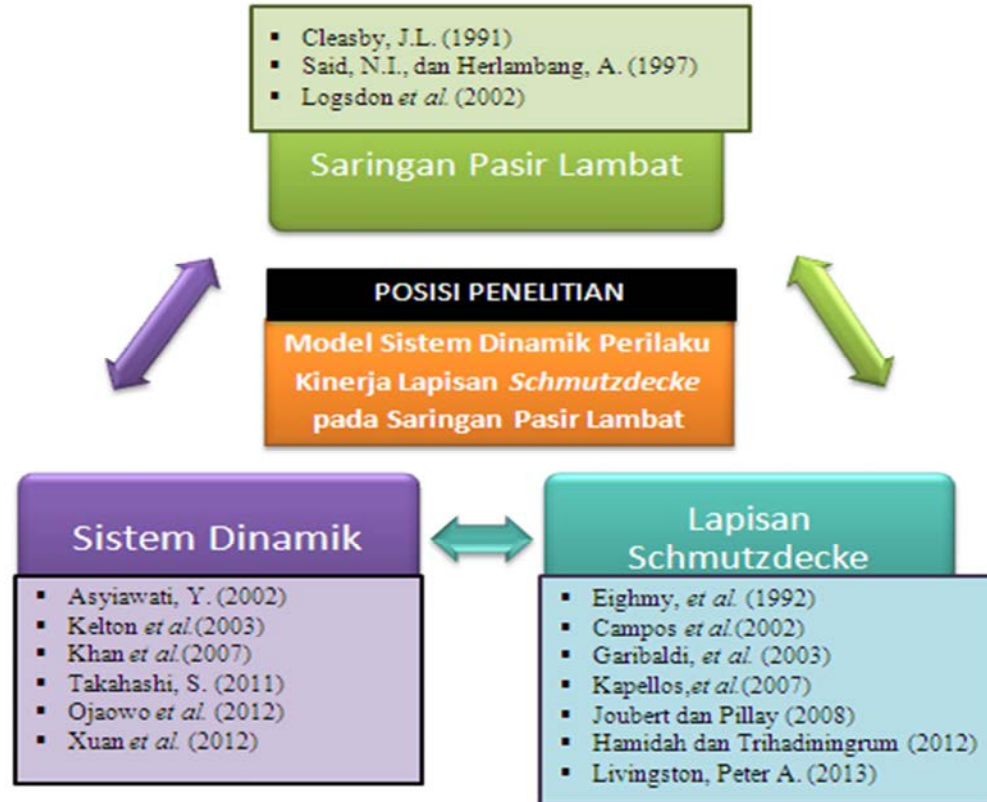 ▪ Cleasby, J.L. (1991)
▪ Said, N.I., dan Herlambang, A. (1997)
▪ Logsdon et al. (2002)
Saringan Pasir Lambat
POSISI PENELITIAN
Model Sistem Dinamik Perilaku
Kinerja Lapisan Schmutzdecke
pada Saringan Pasir Lambat
Sistem Dinamik
▪ Asyiawati, Y. (2002)
▪ Kelton et al.(2003)
▪ Khan et al.(2007)
▪ Takahashi, S. (2011)
▪ Ojaowo et al. (2012)
▪ Xuan et al. (2012)
Lapisan
Schmutzdecke
▪ Eighmy, et al. (1992)
▪ Campos et al.(2002)
▪ Garibaldi, et al. (2003)
▪ Kapellos,et al.(2007)
▪ Joubert dan Pillay (2008)
▪ Hamidah dan Trihadiningrum (2012)
▪ Livingston, Peter A. (2013)